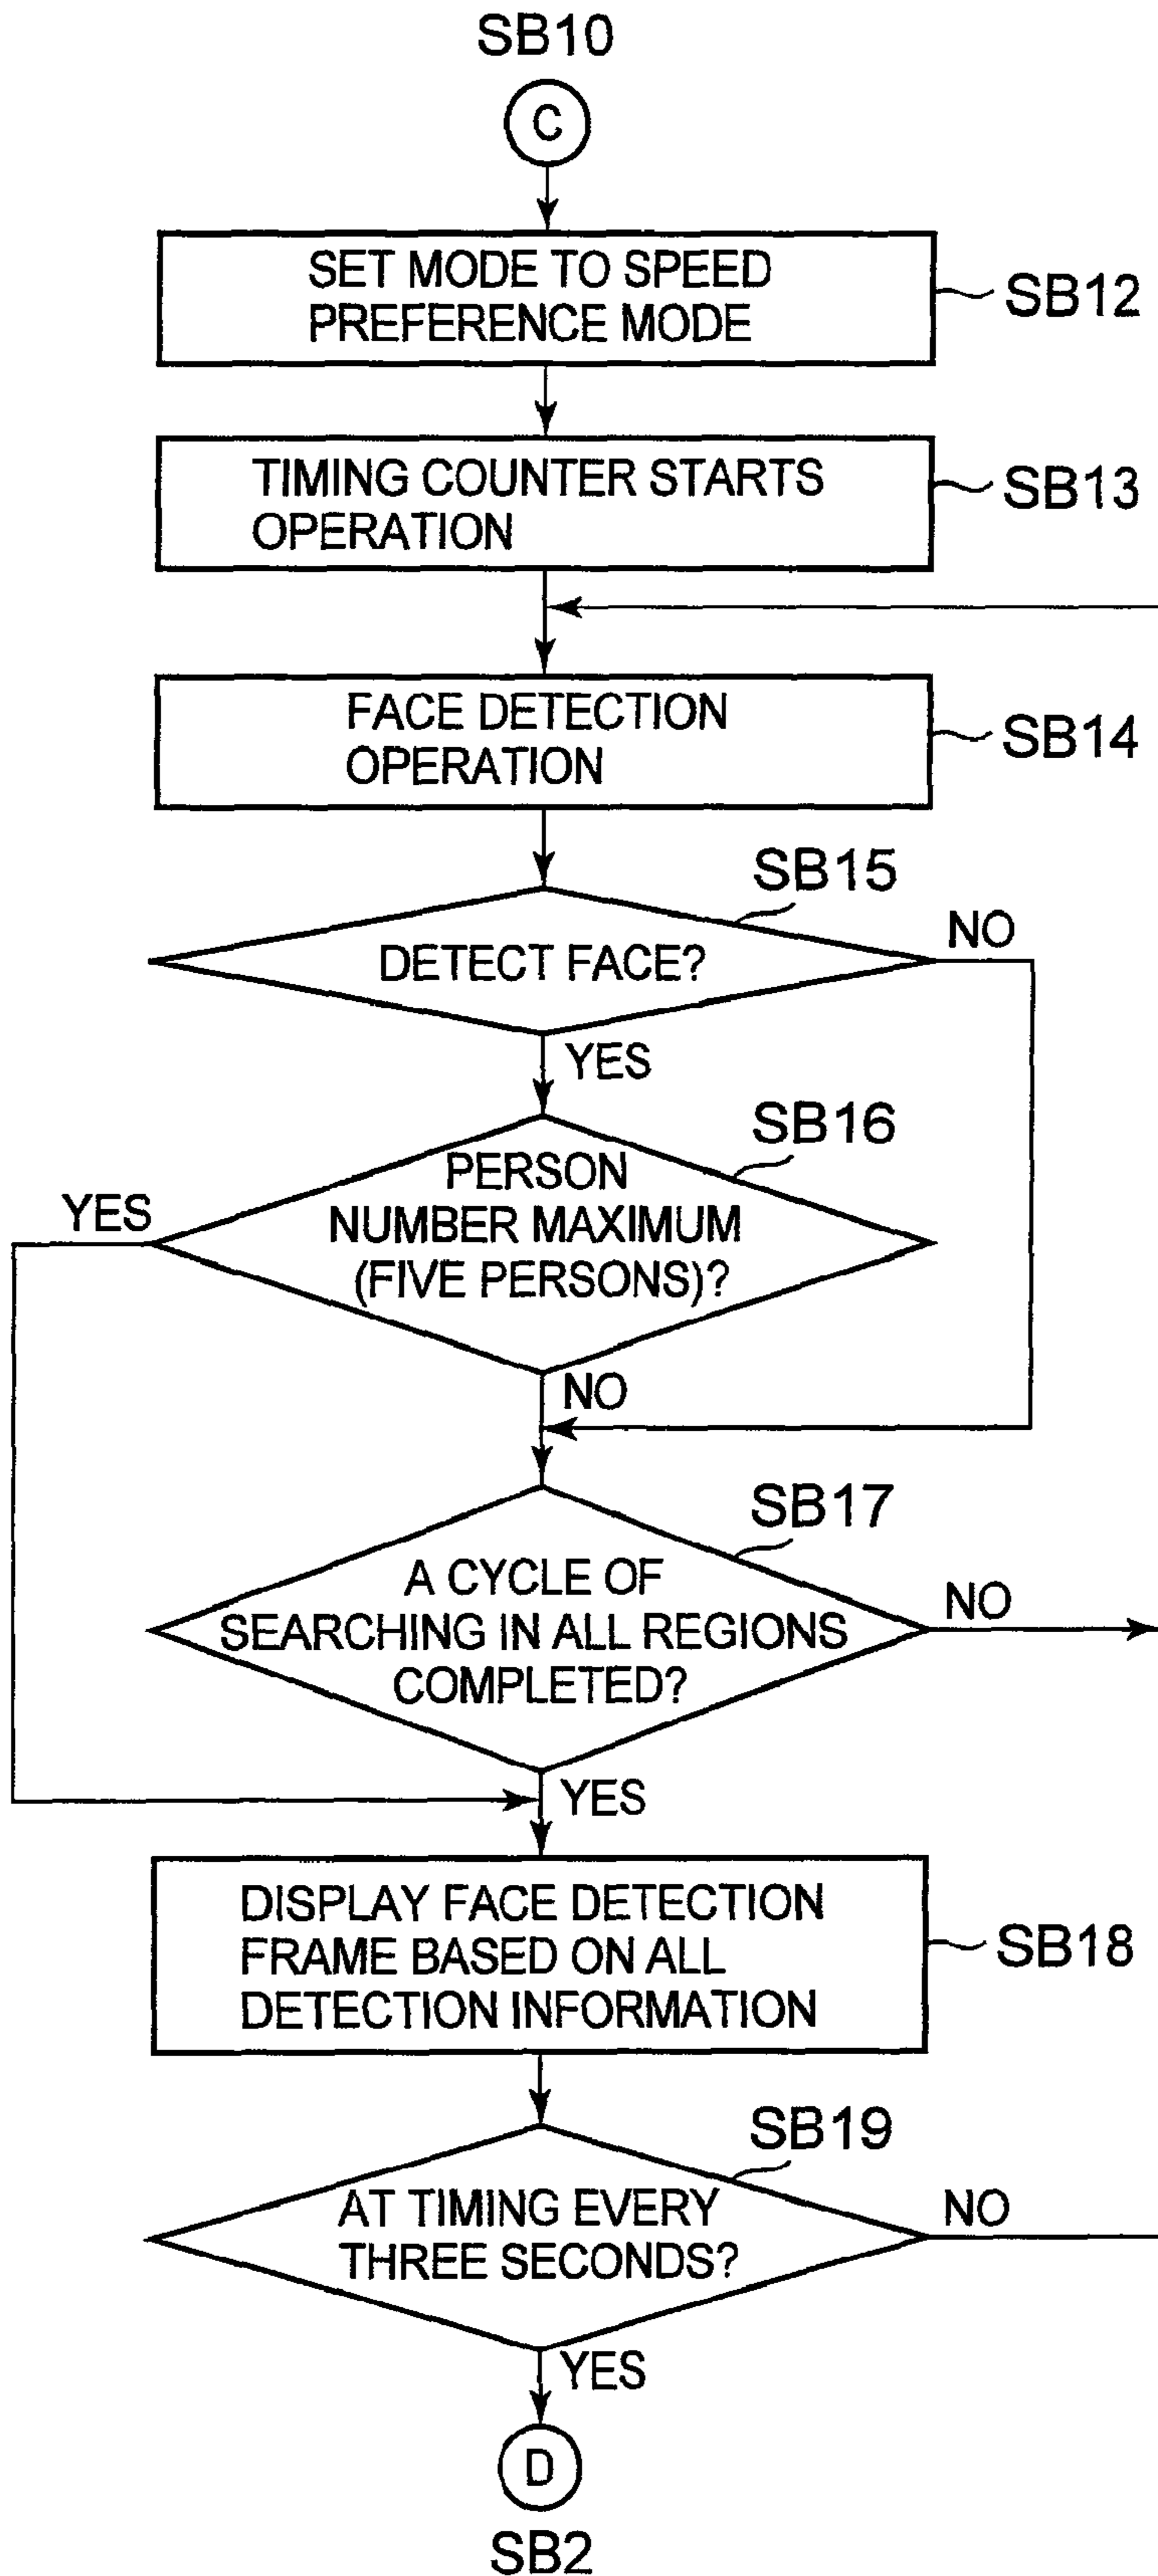 SB10
C
SET MODE TO SPEED
PREFERENCE MODE
SB12
TIMING COUNTER STARTS
OPERATION
SB13
FACE DETECTION
OPERATION
SB14
SB15
DETECT FACE?
NO
YES
SB16
PERSON
NUMBER MAXIMUM
(FIVE PERSONS)?
YES
NO
SB17
A CYCLE OF
SEARCHING IN ALL REGIONS
COMPLETED?
NO
YES
DISPLAY FACE DETECTION
FRAME BASED ON ALL
DETECTION INFORMATION
SB18
SB19
AT TIMING EVERY
THREE SECONDS?
NO
YES
D
SB2